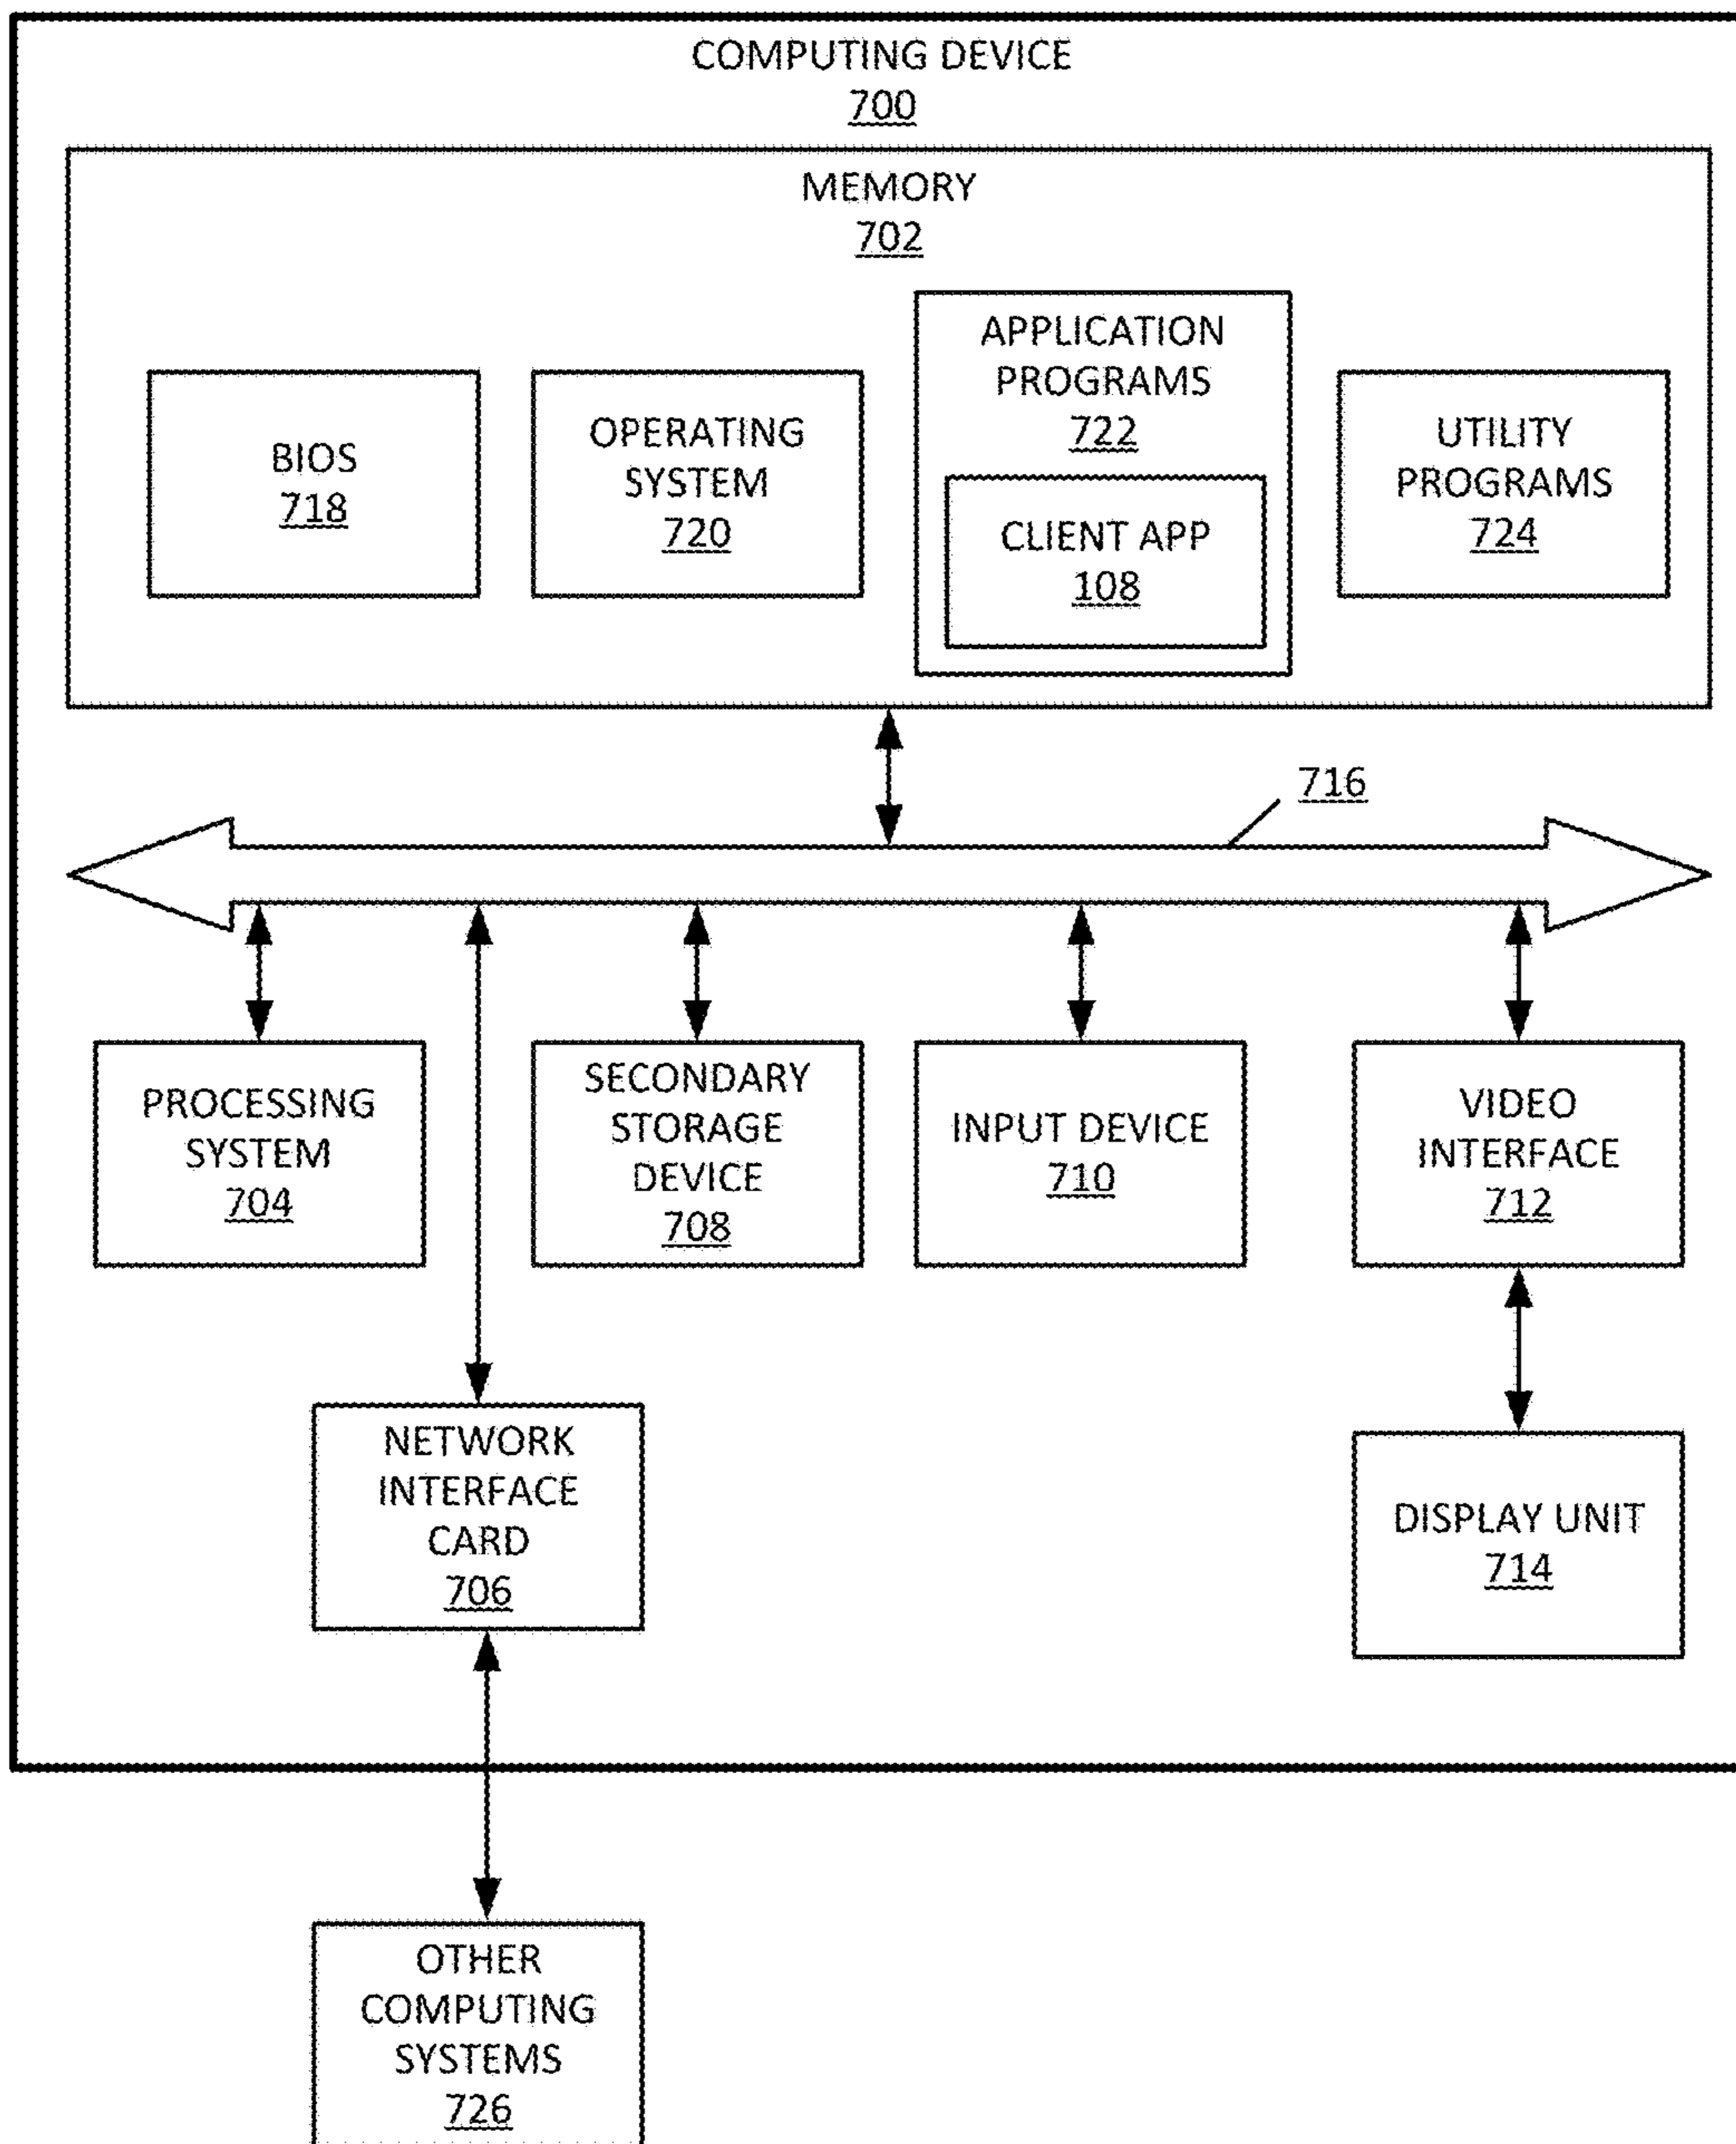 COMPUTING DEVICE
700
MEMORY
702
BIOS
718
OPERATING
SYSTEM
720
APPLICATION
PROGRAMS
722
CLIENT APP
108
UTILITY
PROGRAMS
724
716
PROCESSING
SYSTEM
704
SECONDARY
STORAGE
DEVICE
708
INPUT DEVICE
710
VIDEO
INTERFACE
712
NETWORK
INTERFACE
CARD
706
DISPLAY UNIT
714
OTHER
COMPUTING
SYSTEMS
726